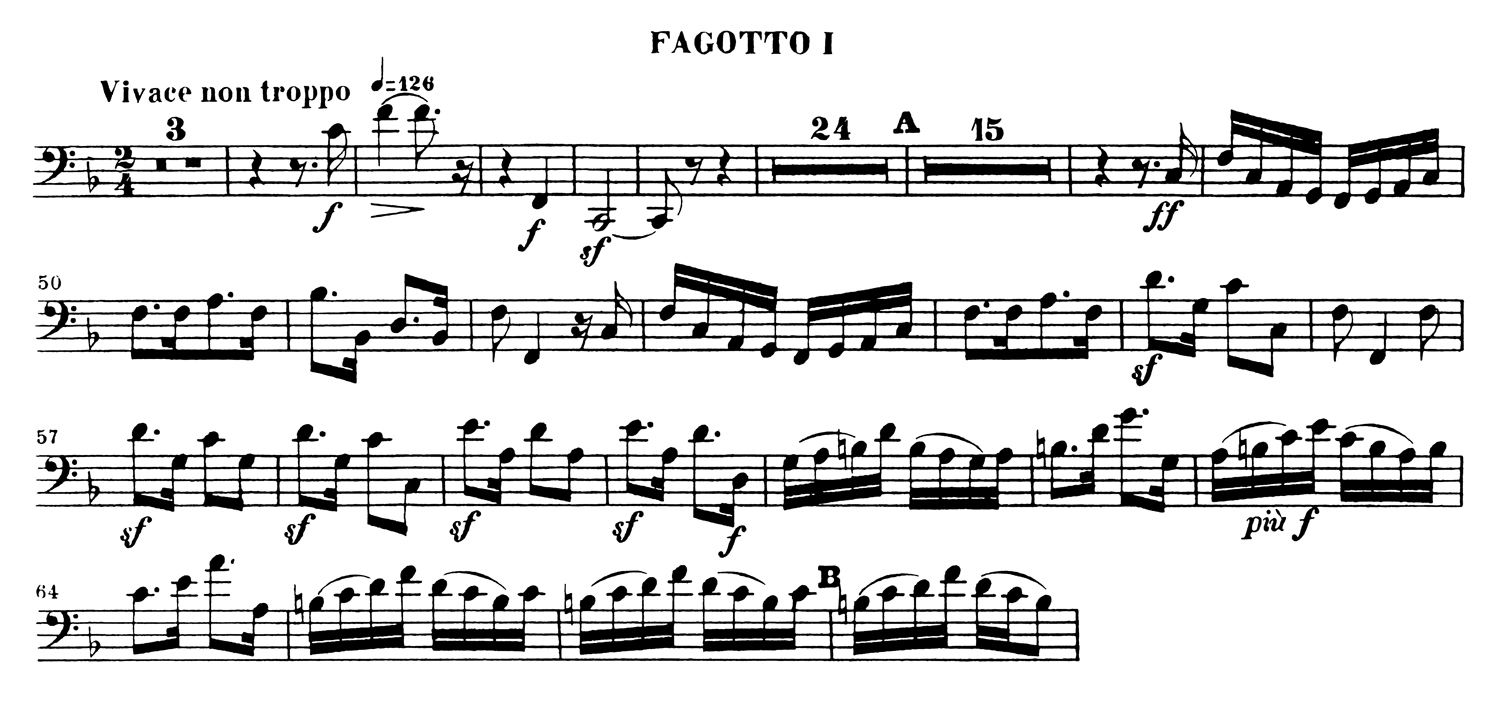 FAGOTTO I
Vivace non troppo ♩=126
3 24 A 15
2
4
f f sf ff
50
sf
57
sf sf sf sf f più f
64 B